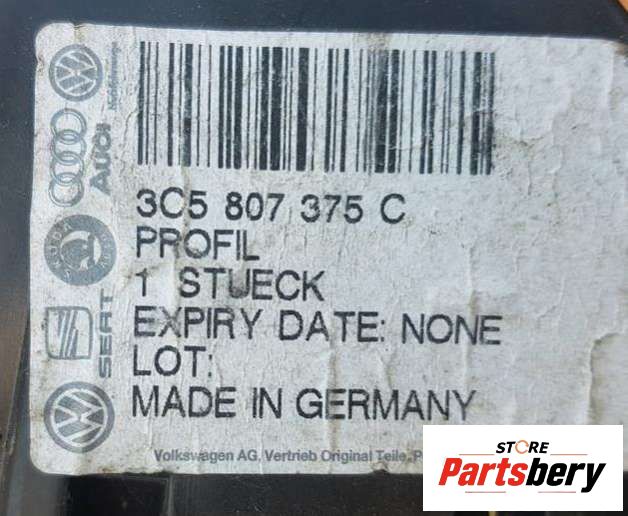 3C5 807 375 C
PROFIL
1 STUECK
EXPIRY DATE: NONE
LOT:
MADE IN GERMANY
Volkswagen AG. Vertrieb Original Teile,
AUDI
SEAT
STORE
Partsbery